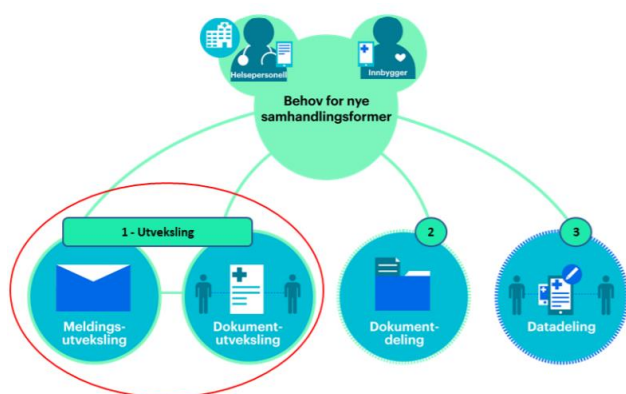 Helsepersonell
Innbygger
Behov for nye
samhandlingsformer
1 - Utveksling
2
3
Meldings-
utveksling
Dokument-
utveksling
Dokument-
deling
Datadeling